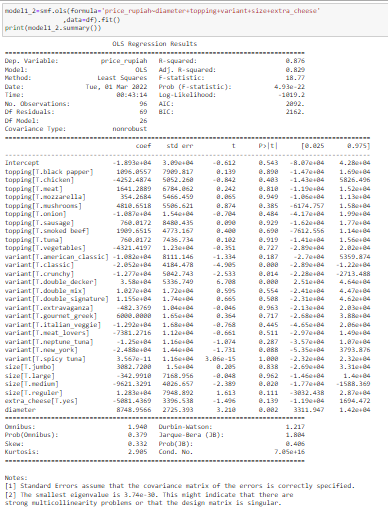 model1_2=smf.ols(formula='price_rupiah~diameter+topping+variant+size+extra_cheese'
,data=df).fit()
print(model1_2.summary())
OLS Regression Results
Dep. Variable: price_rupiah R-squared: 0.876
Model: OLS Adj. R-squared: 0.829
Method: Least Squares F-statistic: 18.77
Date: Tue, 01 Mar 2022 Prob (F-statistic): 4.93e-22
Time: 00:43:14 Log-Likelihood: -1019.2
No. Observations: 96 AIC: 2092.
Df Residuals: 69 BIC: 2162.
Df Model: 26
Covariance Type: nonrobust
coef std err t P>|t| [0.025 0.975]
Intercept -1.893e+04 3.09e+04 -0.612 0.543 -8.07e+04 4.28e+04
topping[T.black papper] 1096.0557 7909.817 0.139 0.890 -1.47e+04 1.69e+04
topping[T.chicken] -4252.4874 5052.260 -0.842 0.403 -1.43e+04 5826.496
topping[T.meat] 1641.2889 6784.062 0.242 0.810 -1.19e+04 1.52e+04
topping[T.mozzarella] 354.2684 5466.459 0.065 0.949 -1.06e+04 1.13e+04
topping[T.mushrooms] 4810.6518 5506.621 0.874 0.385 -6174.757 1.58e+04
topping[T.onion] -1.087e+04 1.54e+04 -0.704 0.484 -4.17e+04 1.99e+04
topping[T.sausage] 760.0172 8480.435 0.090 0.929 -1.62e+04 1.77e+04
topping[T.smoked beef] 1909.6515 4773.167 0.400 0.690 -7612.556 1.14e+04
topping[T.tuna] 760.0172 7436.734 0.102 0.919 -1.41e+04 1.56e+04
topping[T.vegetables] -4321.4197 1.23e+04 -0.351 0.727 -2.89e+04 2.02e+04
variant[T.american_classic] -1.082e+04 8111.146 -1.334 0.187 -2.7e+04 5359.874
variant[T.classic] -2.052e+04 4184.478 -4.905 0.000 -2.89e+04 -1.22e+04
variant[T.crunchy] -1.277e+04 5042.743 -2.533 0.014 -2.28e+04 -2713.488
variant[T.double_decker] 3.58e+04 5336.749 6.708 0.000 2.51e+04 4.64e+04
variant[T.double_mix] 1.027e+04 1.72e+04 0.595 0.554 -2.41e+04 4.47e+04
variant[T.double_signature] 1.155e+04 1.74e+04 0.665 0.508 -2.31e+04 4.62e+04
variant[T.extravaganza] -482.3769 1.04e+04 -0.046 0.963 -2.13e+04 2.03e+04
variant[T.gourmet_greek] 6000.0000 1.65e+04 0.364 0.717 -2.68e+04 3.88e+04
variant[T.italian_veggie] -1.292e+04 1.68e+04 -0.768 0.445 -4.65e+04 2.06e+04
variant[T.meat_lovers] -7381.2716 1.12e+04 -0.661 0.511 -2.97e+04 1.49e+04
variant[T.neptune_tuna] -1.25e+04 1.16e+04 -1.074 0.287 -3.57e+04 1.07e+04
variant[T.new_york] -2.488e+04 1.44e+04 -1.731 0.088 -5.35e+04 3793.876
variant[T.spicy tuna] 3.567e-11 1.16e+04 3.06e-15 1.000 -2.32e+04 2.32e+04
size[T.jumbo] 3082.7200 1.5e+04 0.205 0.838 -2.69e+04 3.31e+04
size[T.large] -342.9910 7168.956 -0.048 0.962 -1.46e+04 1.4e+04
size[T.medium] -9621.3291 4026.657 -2.389 0.020 -1.77e+04 -1588.369
size[T.reguler] 1.283e+04 7948.892 1.613 0.111 -3032.438 2.87e+04
extra_cheese[T.yes] -5081.4369 3396.538 -1.496 0.139 -1.19e+04 1694.472
diameter 8748.9566 2725.393 3.210 0.002 3311.947 1.42e+04
Omnibus: 1.940 Durbin-Watson: 1.217
Prob(Omnibus): 0.379 Jarque-Bera (JB): 1.804
Skew: 0.332 Prob(JB): 0.406
Kurtosis: 2.905 Cond. No. 7.05e+16
Notes:
[1] Standard Errors assume that the covariance matrix of the errors is correctly specified.
[2] The smallest eigenvalue is 3.74e-30. This might indicate that there are
strong multicollinearity problems or that the design matrix is singular.